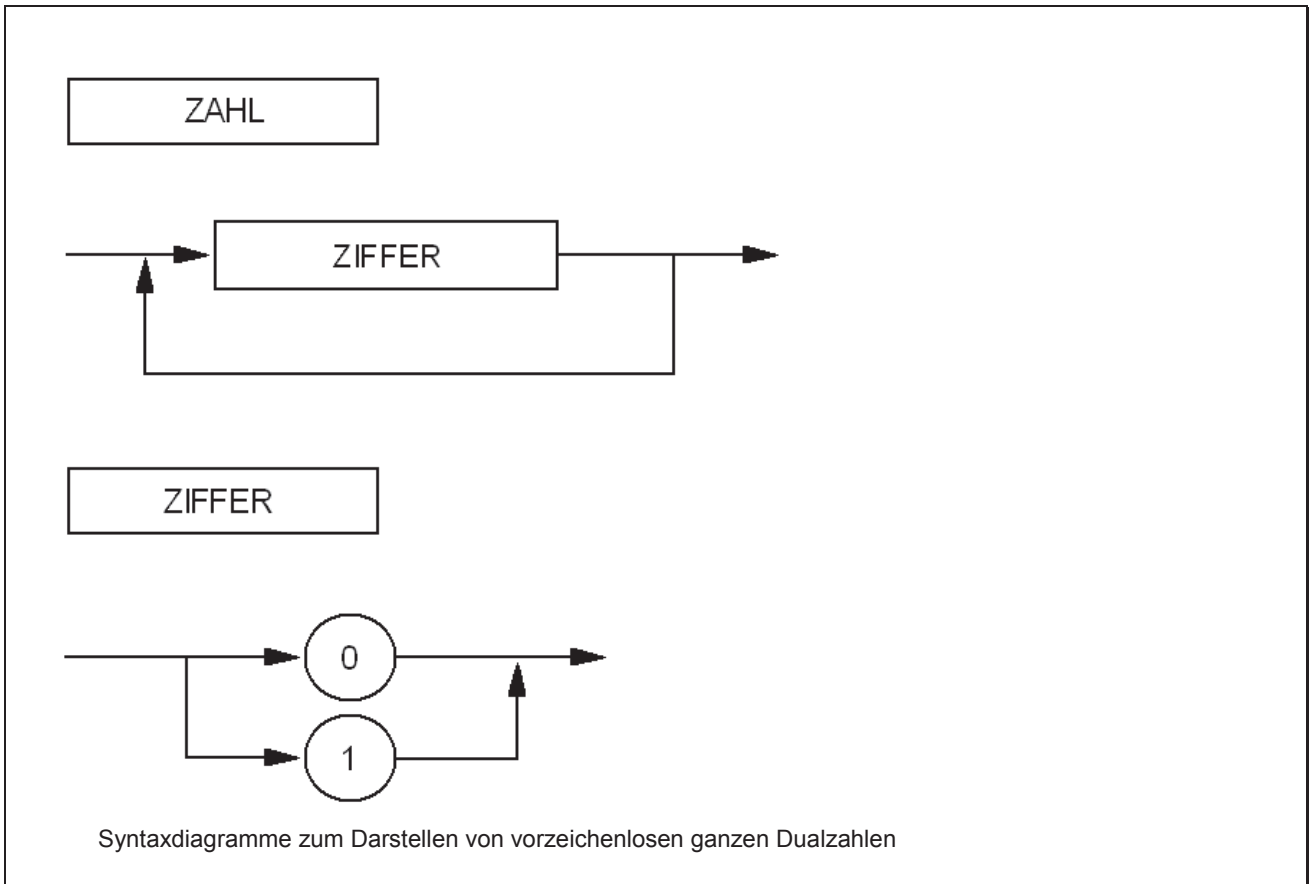 ZAHL
ZIFFER
ZIFFER
0
1
Syntaxdiagramme zum Darstellen von vorzeichenlosen ganzen Dualzahlen